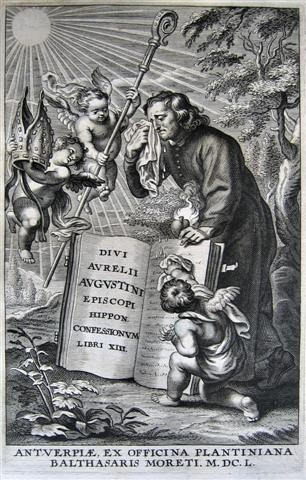 DIVI
AVRELII
AVGVSTINI
EPISCOPI
HIPPON.
CONFESSIONVM
LIBRI XIII.
ANTVERPIÆ, EX OFFICINA PLANTINIANA
BALTHASARIS MORETI. M.DC.L.